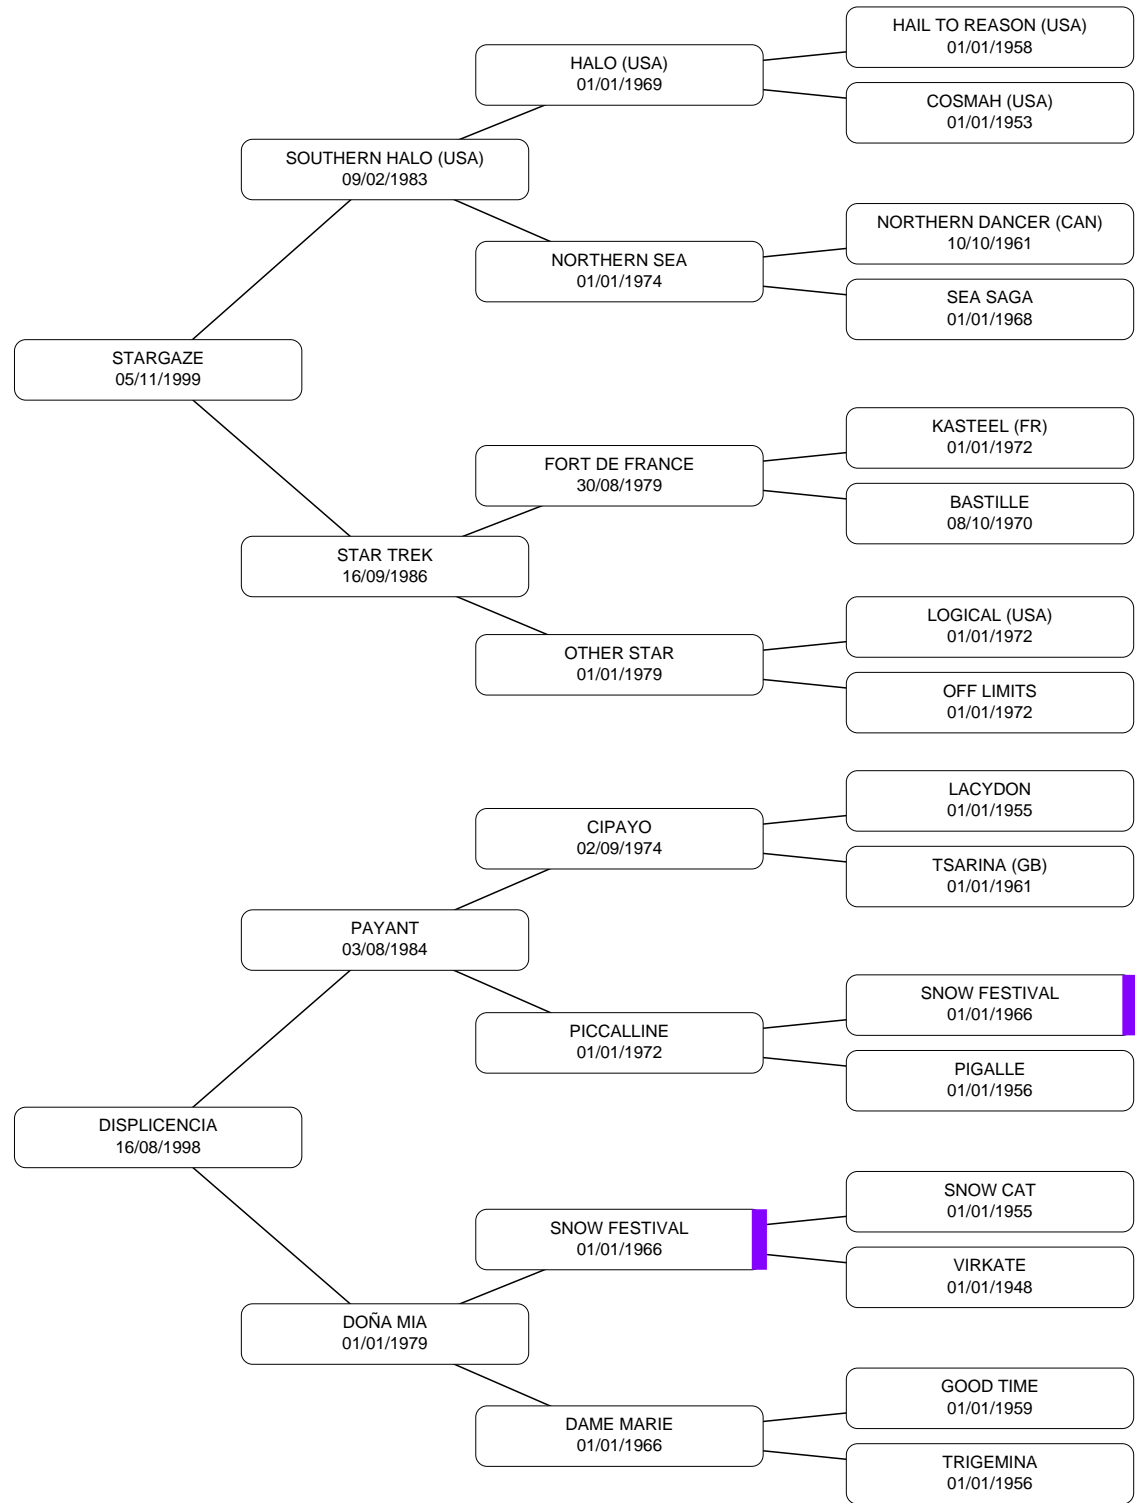 HAIL TO REASON (USA)
01/01/1958
HALO (USA)
01/01/1969
COSMAH (USA)
01/01/1953
SOUTHERN HALO (USA)
09/02/1983
NORTHERN DANCER (CAN)
10/10/1961
NORTHERN SEA
01/01/1974
SEA SAGA
01/01/1968
STARGAZE
05/11/1999
KASTEEL (FR)
01/01/1972
FORT DE FRANCE
30/08/1979
BASTILLE
08/10/1970
STAR TREK
16/09/1986
LOGICAL (USA)
01/01/1972
OTHER STAR
01/01/1979
OFF LIMITS
01/01/1972
LACYDON
01/01/1955
CIPAYO
02/09/1974
TSARINA (GB)
01/01/1961
PAYANT
03/08/1984
SNOW FESTIVAL
01/01/1966
PICCALLINE
01/01/1972
PIGALLE
01/01/1956
DISPLICENCIA
16/08/1998
SNOW CAT
01/01/1955
SNOW FESTIVAL
01/01/1966
VIRKATE
01/01/1948
DOÑA MIA
01/01/1979
GOOD TIME
01/01/1959
DAME MARIE
01/01/1966
TRIGEMINA
01/01/1956